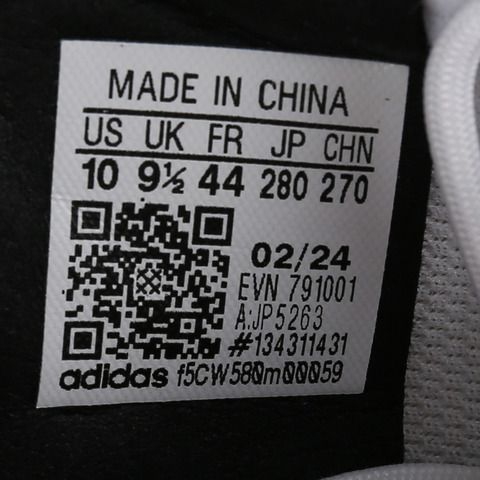 MADE IN CHINA
US UK FR JP CHN
10 9½ 44 280 270
02/24
EVN 791001
A:JP5263
#134311431
adidas f5CW580m00059